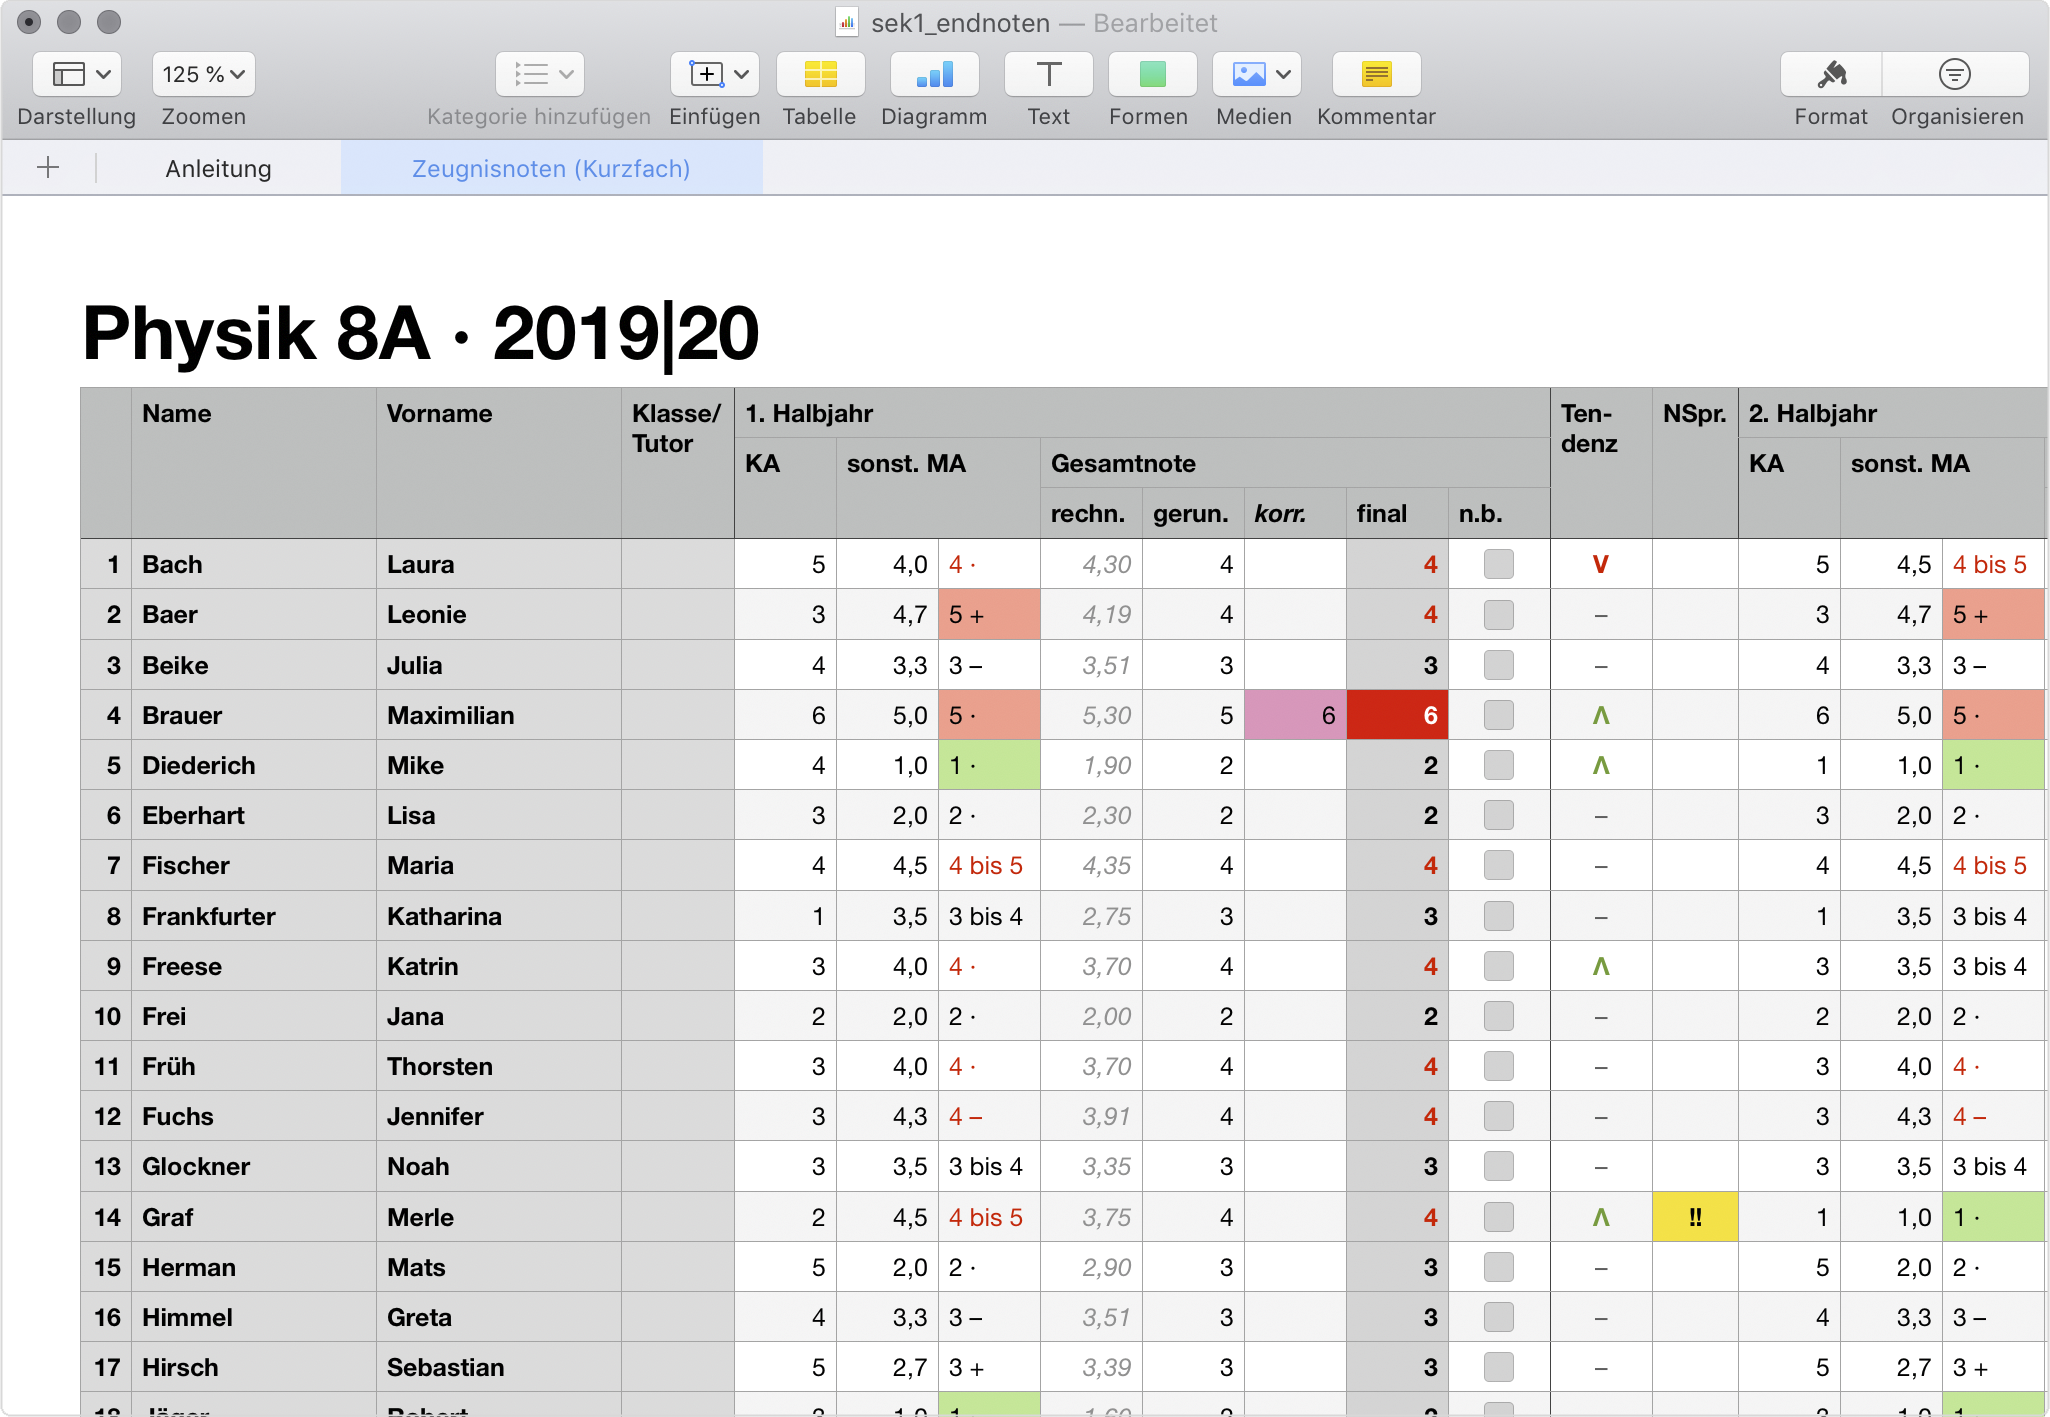 sek1_endnoten — Bearbeitet
125 %
Darstellung Zoomen Kategorie hinzufügen Einfügen Tabelle Diagramm Text Formen Medien Kommentar Format Organisieren
Anleitung Zeugnisnoten (Kurzfach)
Physik 8A · 2019|20
Name Vorname Klasse/ 1. Halbjahr Ten- NSpr. 2. Halbjahr
Tutor denz
KA sonst. MA Gesamtnote KA sonst. MA
rechn. gerun. korr. final n.b.
1 Bach Laura 5 4,0 4 · 4,30 4 4 V 5 4,5 4 bis 5
2 Baer Leonie 3 4,7 5 + 4,19 4 4 – 3 4,7 5 +
3 Beike Julia 4 3,3 3 – 3,51 3 3 – 4 3,3 3 –
4 Brauer Maximilian 6 5,0 5 · 5,30 5 6 6 Λ 6 5,0 5 ·
5 Diederich Mike 4 1,0 1 · 1,90 2 2 Λ 1 1,0 1 ·
6 Eberhart Lisa 3 2,0 2 · 2,30 2 2 – 3 2,0 2 ·
7 Fischer Maria 4 4,5 4 bis 5 4,35 4 4 – 4 4,5 4 bis 5
8 Frankfurter Katharina 1 3,5 3 bis 4 2,75 3 3 – 1 3,5 3 bis 4
9 Freese Katrin 3 4,0 4 · 3,70 4 4 Λ 3 3,5 3 bis 4
10 Frei Jana 2 2,0 2 · 2,00 2 2 – 2 2,0 2 ·
11 Früh Thorsten 3 4,0 4 · 3,70 4 4 – 3 4,0 4 ·
12 Fuchs Jennifer 3 4,3 4 – 3,91 4 4 – 3 4,3 4 –
13 Glockner Noah 3 3,5 3 bis 4 3,35 3 3 – 3 3,5 3 bis 4
14 Graf Merle 2 4,5 4 bis 5 3,75 4 4 Λ !! 1 1,0 1 ·
15 Herman Mats 5 2,0 2 · 2,90 3 3 – 5 2,0 2 ·
16 Himmel Greta 4 3,3 3 – 3,51 3 3 – 4 3,3 3 –
17 Hirsch Sebastian 5 2,7 3 + 3,39 3 3 – 5 2,7 3 +